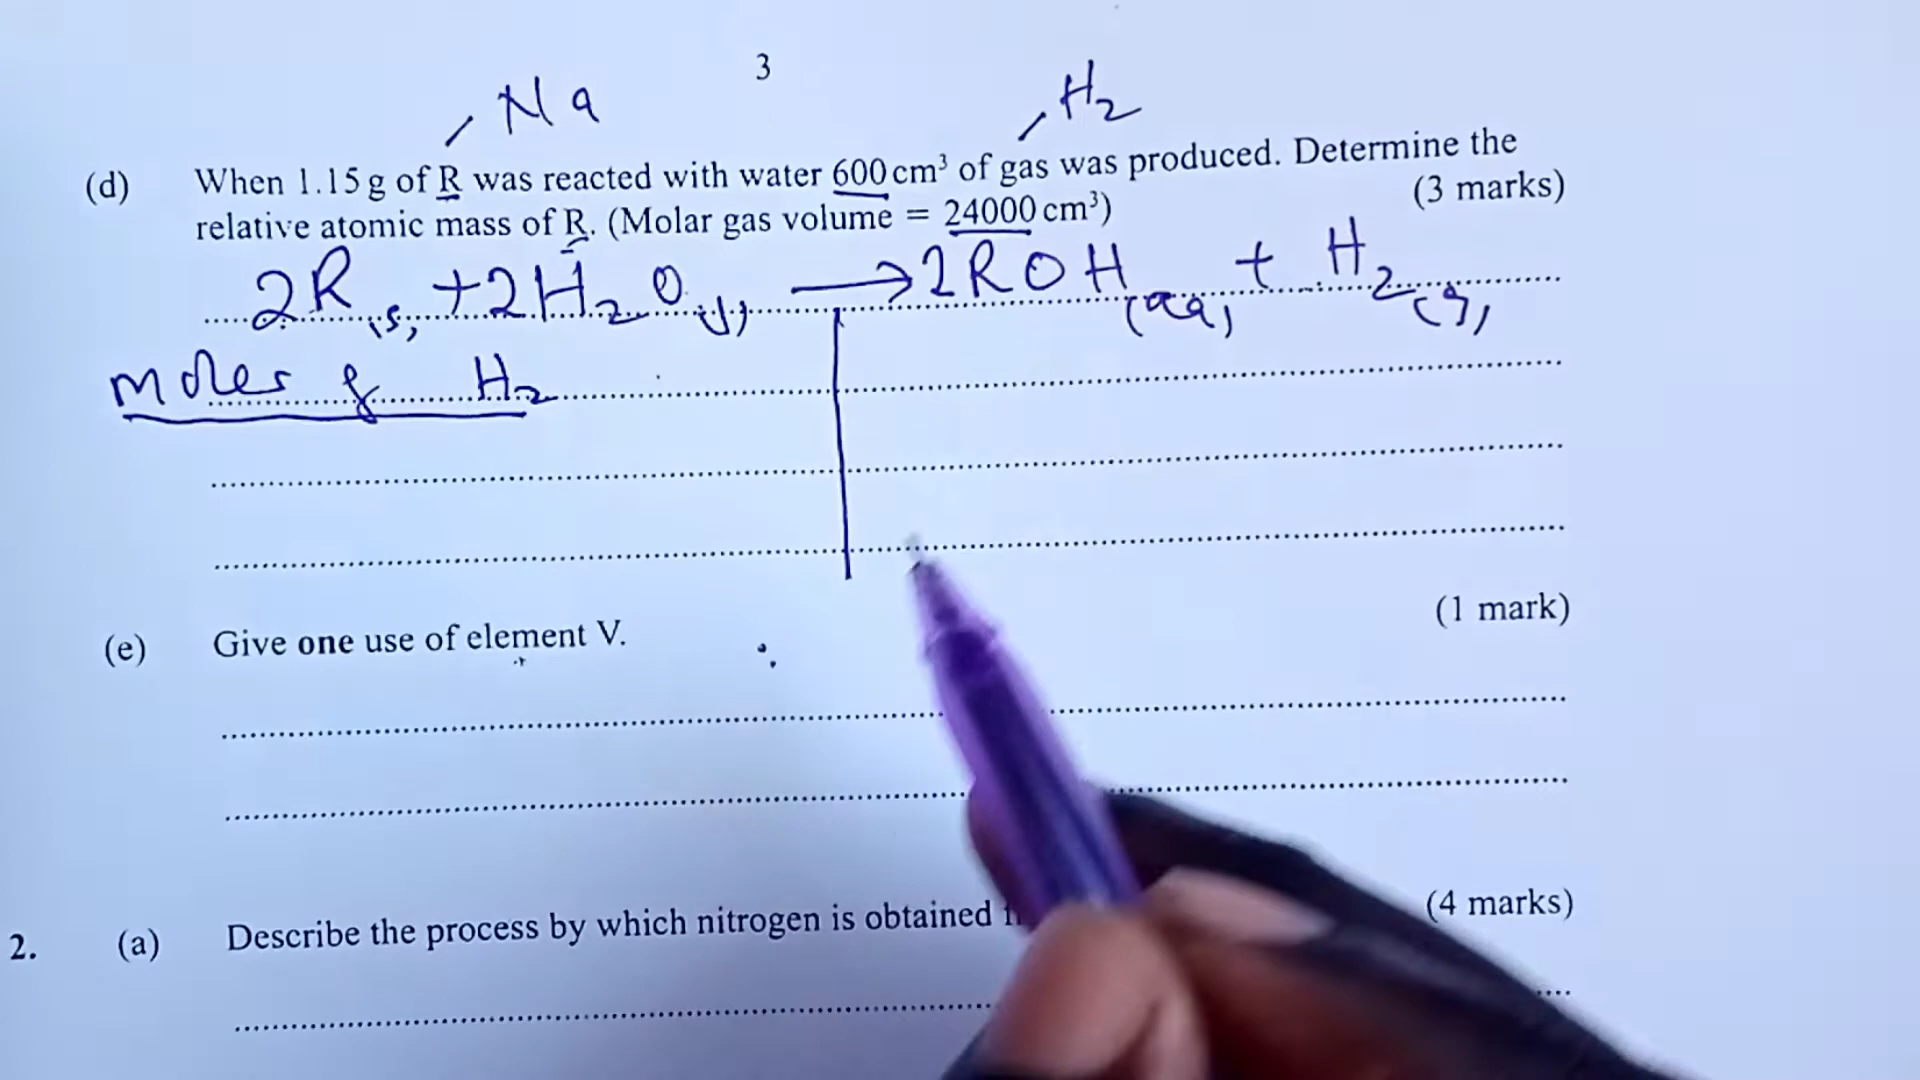 3
Na
H₂
(d) When 1.15 g of R was reacted with water 600 cm³ of gas was produced. Determine the
relative atomic mass of R. (Molar gas volume = 24000 cm³) (3 marks)
2R(s) + 2H₂O(l) → 2ROH(aq) + H₂(g)
moles of H₂
(e) Give one use of element V. (1 mark)
2. (a) Describe the process by which nitrogen is obtained (4 marks)